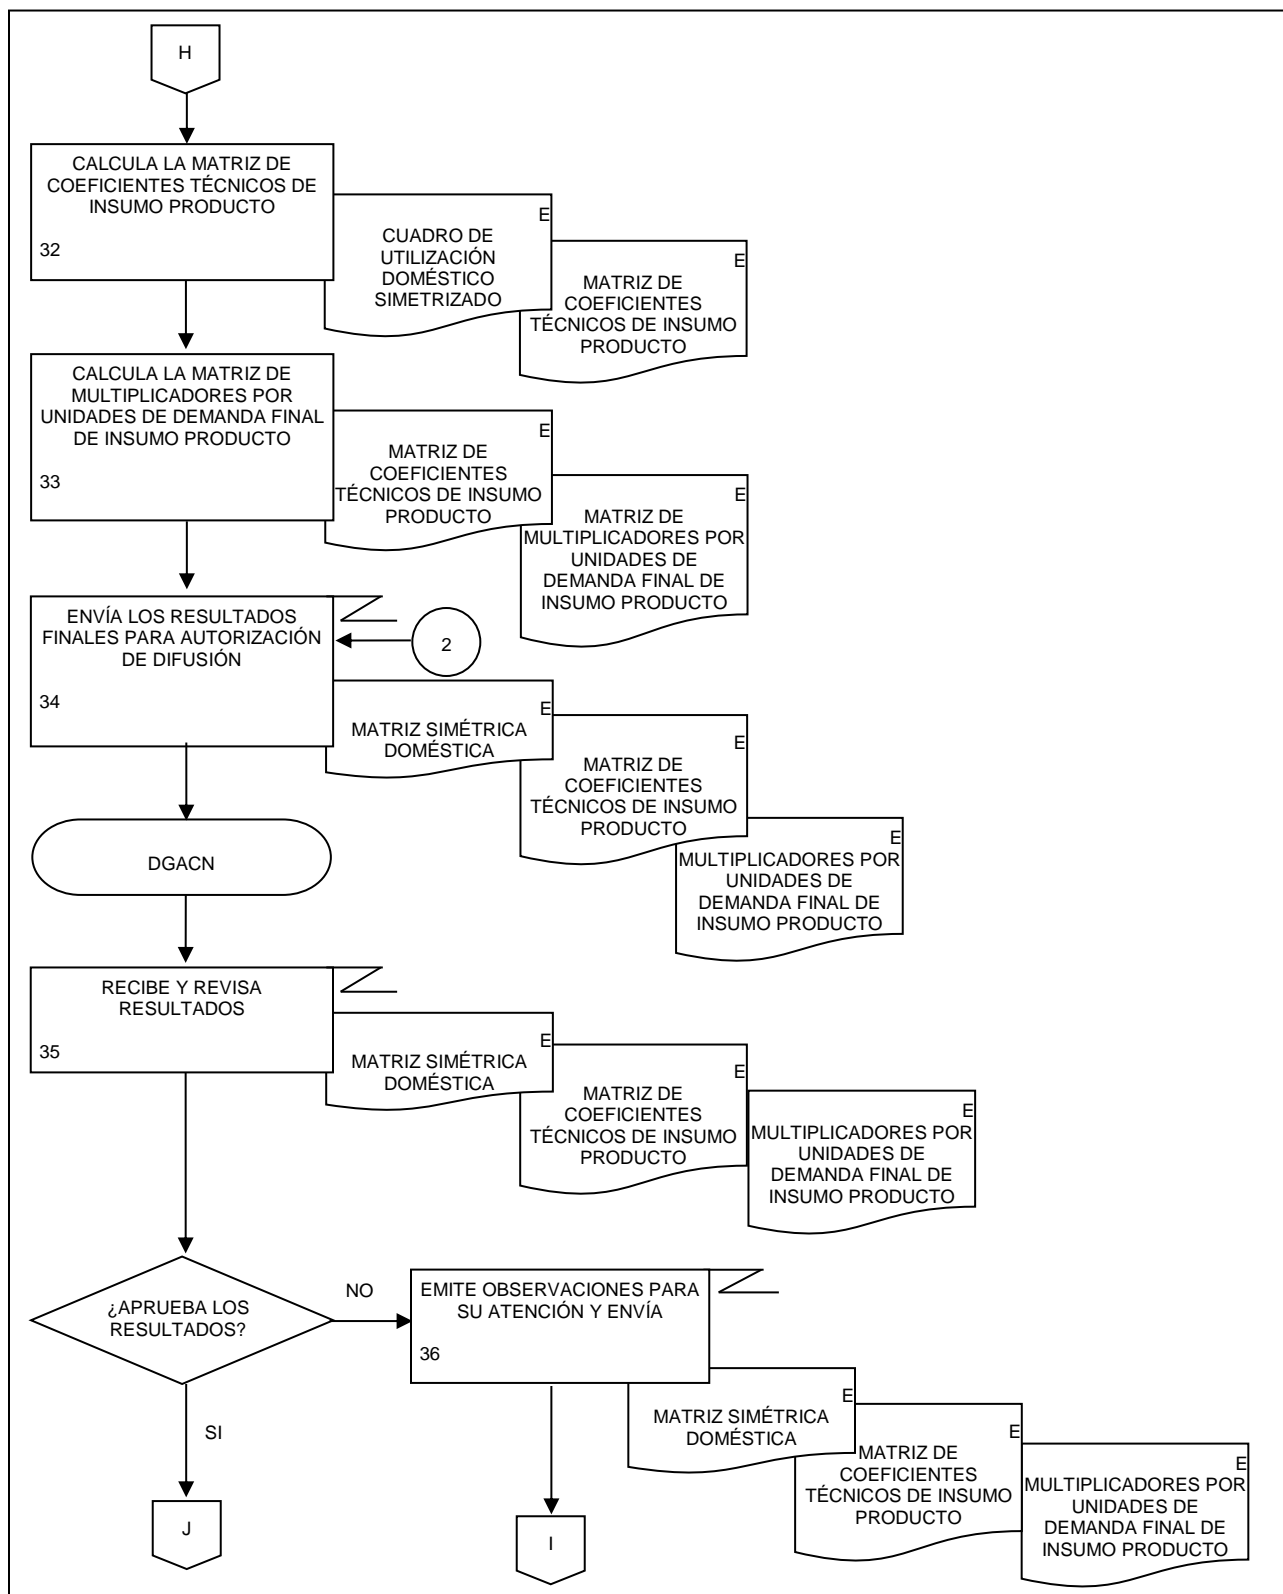 H
CALCULA LA MATRIZ DE
COEFICIENTES TÉCNICOS DE
INSUMO PRODUCTO
32
E
CUADRO DE
UTILIZACIÓN
DOMÉSTICO
SIMETRIZADO
E
MATRIZ DE
COEFICIENTES
TÉCNICOS DE INSUMO
PRODUCTO
CALCULA LA MATRIZ DE
MULTIPLICADORES POR
UNIDADES DE DEMANDA FINAL
DE INSUMO PRODUCTO
33
E
MATRIZ DE
COEFICIENTES
TÉCNICOS DE INSUMO
PRODUCTO
E
MATRIZ DE
MULTIPLICADORES POR
UNIDADES DE
DEMANDA FINAL DE
INSUMO PRODUCTO
ENVÍA LOS RESULTADOS
FINALES PARA AUTORIZACIÓN
DE DIFUSIÓN
34
2
E
MATRIZ SIMÉTRICA
DOMÉSTICA
E
MATRIZ DE
COEFICIENTES
TÉCNICOS DE INSUMO
PRODUCTO
E
MULTIPLICADORES POR
UNIDADES DE
DEMANDA FINAL DE
INSUMO PRODUCTO
DGACN
RECIBE Y REVISA
RESULTADOS
35
E
MATRIZ SIMÉTRICA
DOMÉSTICA
E
MATRIZ DE
COEFICIENTES
TÉCNICOS DE INSUMO
PRODUCTO
E
MULTIPLICADORES POR
UNIDADES DE
DEMANDA FINAL DE
INSUMO PRODUCTO
¿APRUEBA LOS
RESULTADOS?
NO
EMITE OBSERVACIONES PARA
SU ATENCIÓN Y ENVÍA
36
E
MATRIZ SIMÉTRICA
DOMÉSTICA
E
MATRIZ DE
COEFICIENTES
TÉCNICOS DE INSUMO
PRODUCTO
E
MULTIPLICADORES POR
UNIDADES DE
DEMANDA FINAL DE
INSUMO PRODUCTO
SI
J
I